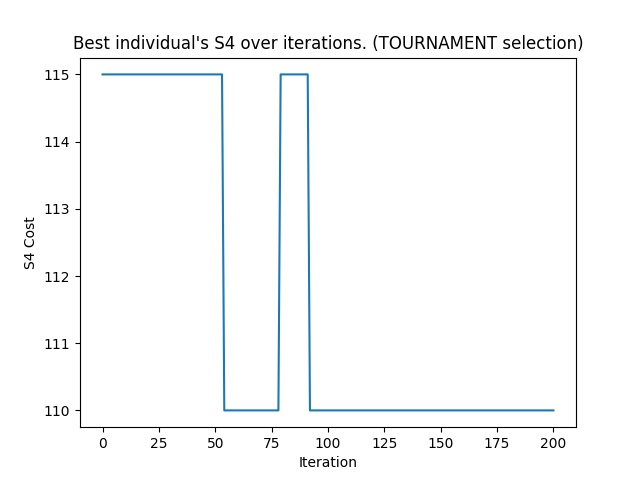 Best individual's S4 over iterations. (TOURNAMENT selection)
115
114
113
112
111
110
S4 Cost
0 25 50 75 100 125 150 175 200
Iteration